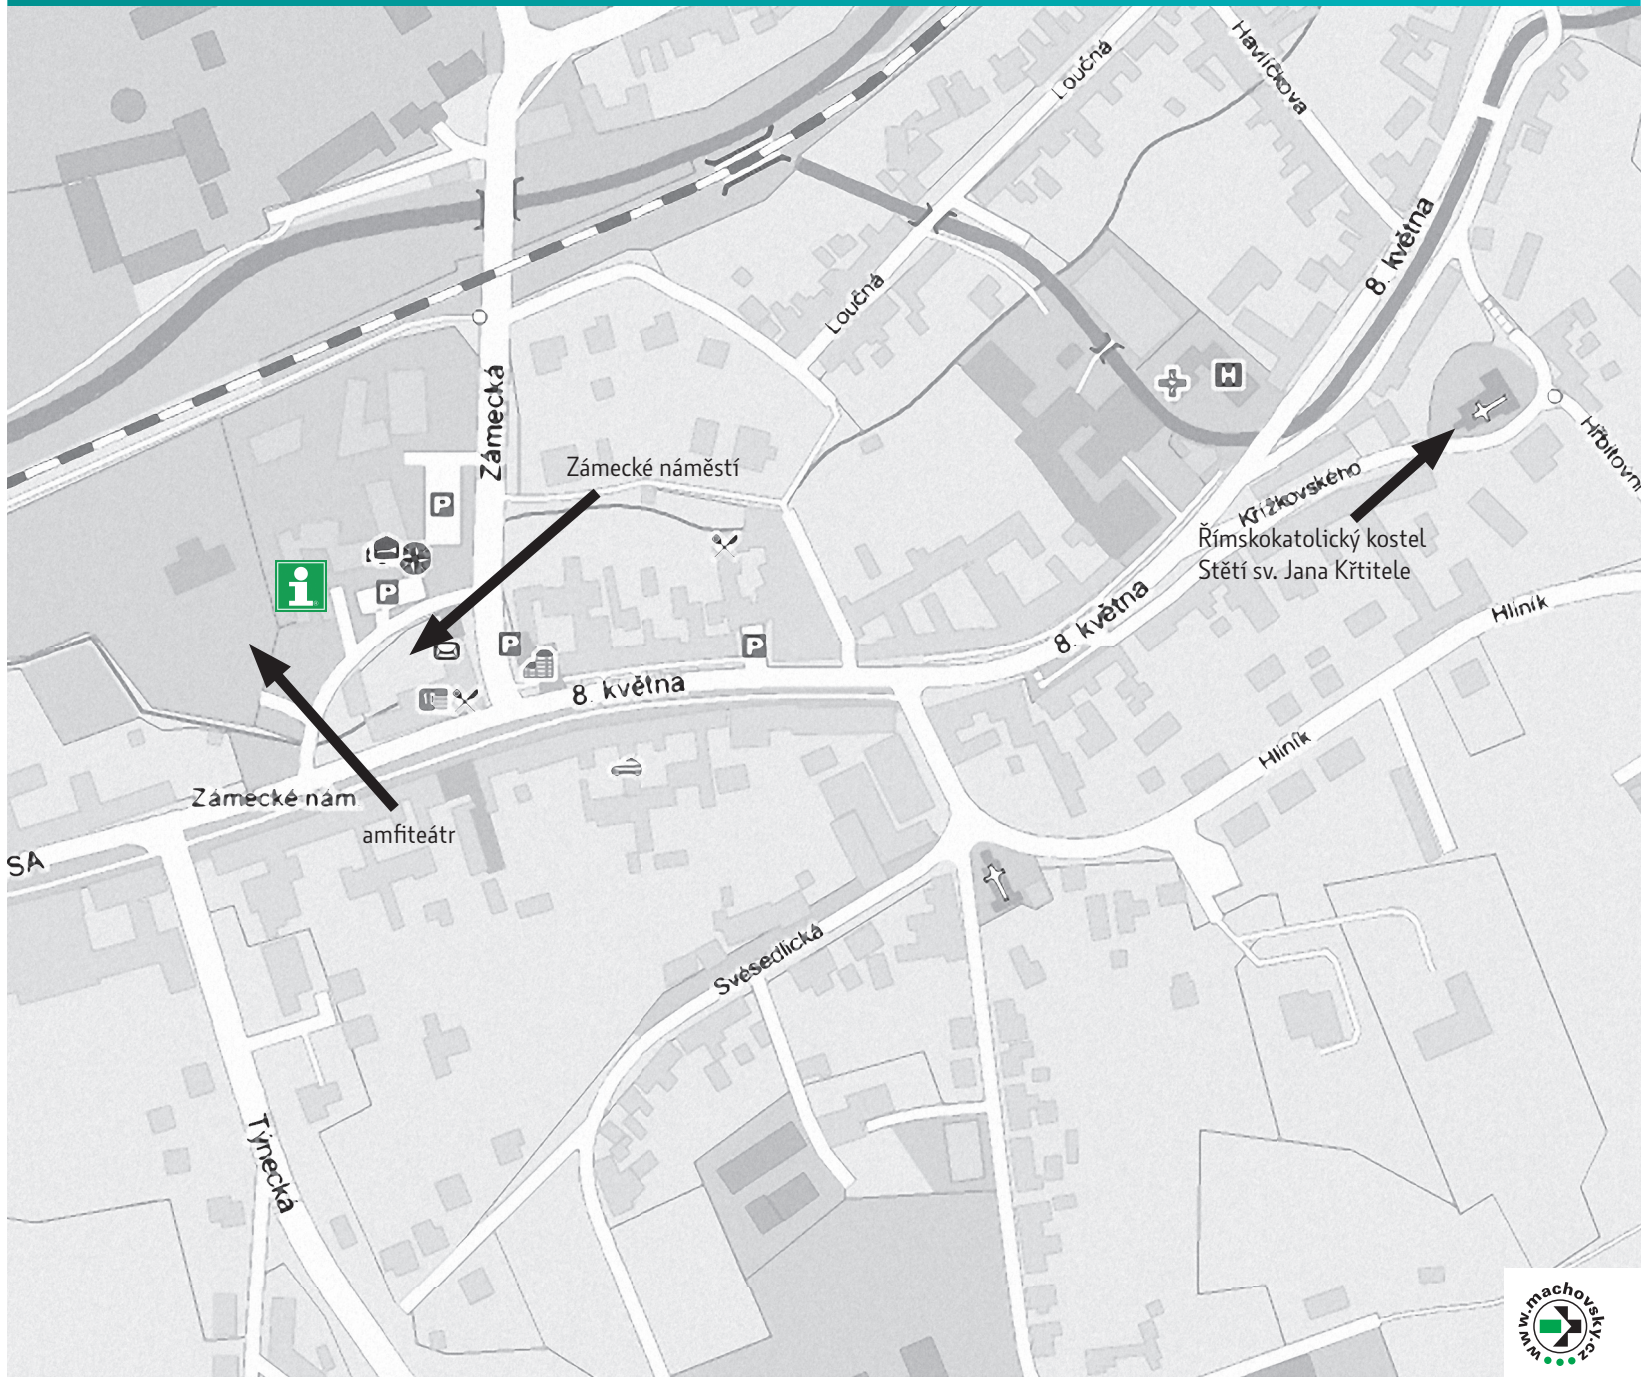 Loučná
Havlíčkova
8. května
Loučná
Zámecká
Zámecké náměstí
P
H
Křížkovského
Hřbitovní
Římskokatolický kostel
Stětí sv. Jana Křtitele
P
i
P
P
P
8. května
Hliník
8. května
Hliník
Zámecké nám
amfiteátr
SA
Svésedlická
Týnecká
www.machovsky.cz